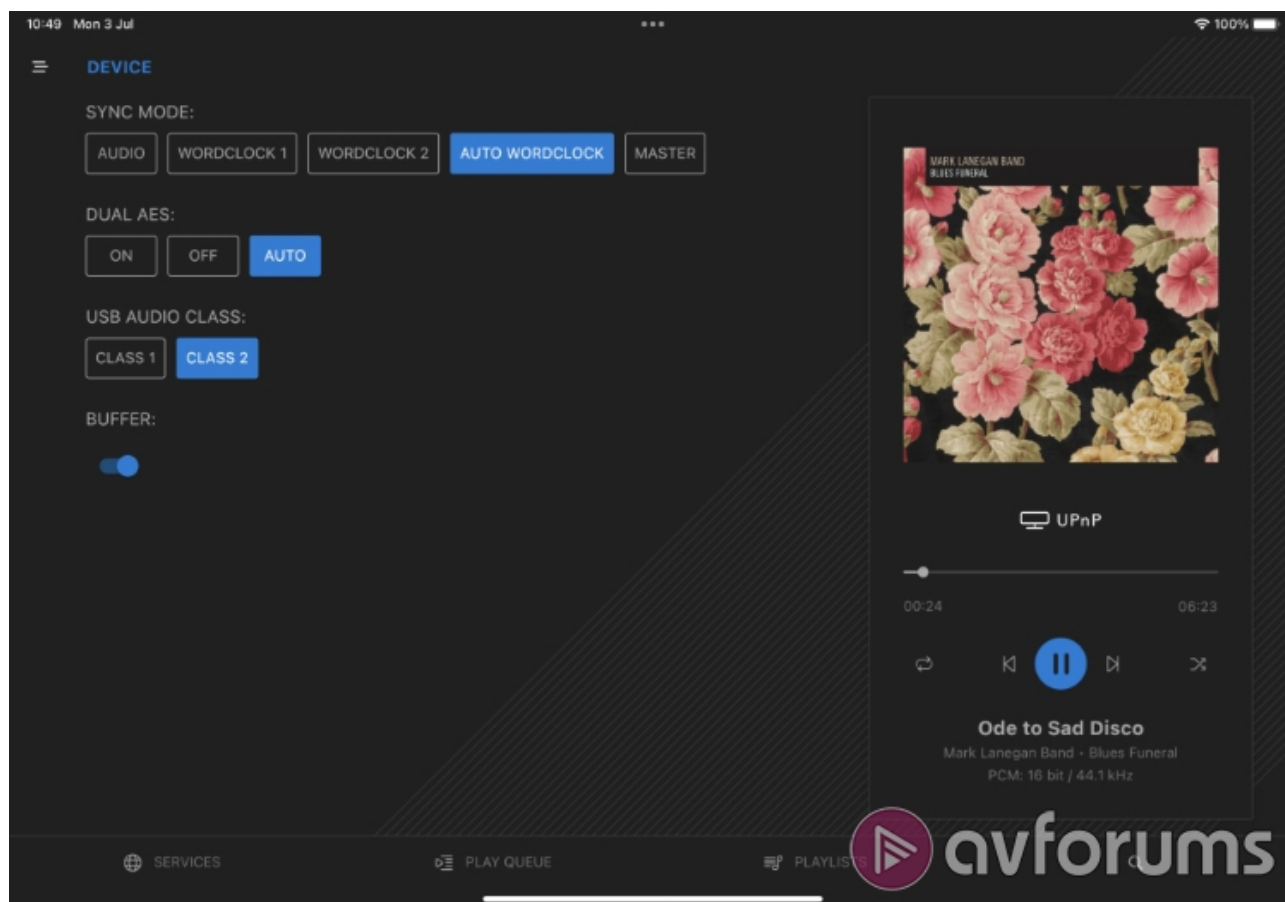 10:49 Mon 3 Jul
100%
DEVICE
SYNC MODE:
AUDIO WORDCLOCK 1 WORDCLOCK 2 AUTO WORDCLOCK MASTER
DUAL AES:
ON OFF AUTO
USB AUDIO CLASS:
CLASS 1 CLASS 2
BUFFER:
MARK LANEGAN BAND
BLUES FUNERAL
UPnP
00:24 06:23
Ode to Sad Disco
Mark Lanegan Band • Blues Funeral
PCM: 16 bit / 44.1 kHz
SERVICES PLAY QUEUE PLAYLISTS
avforums